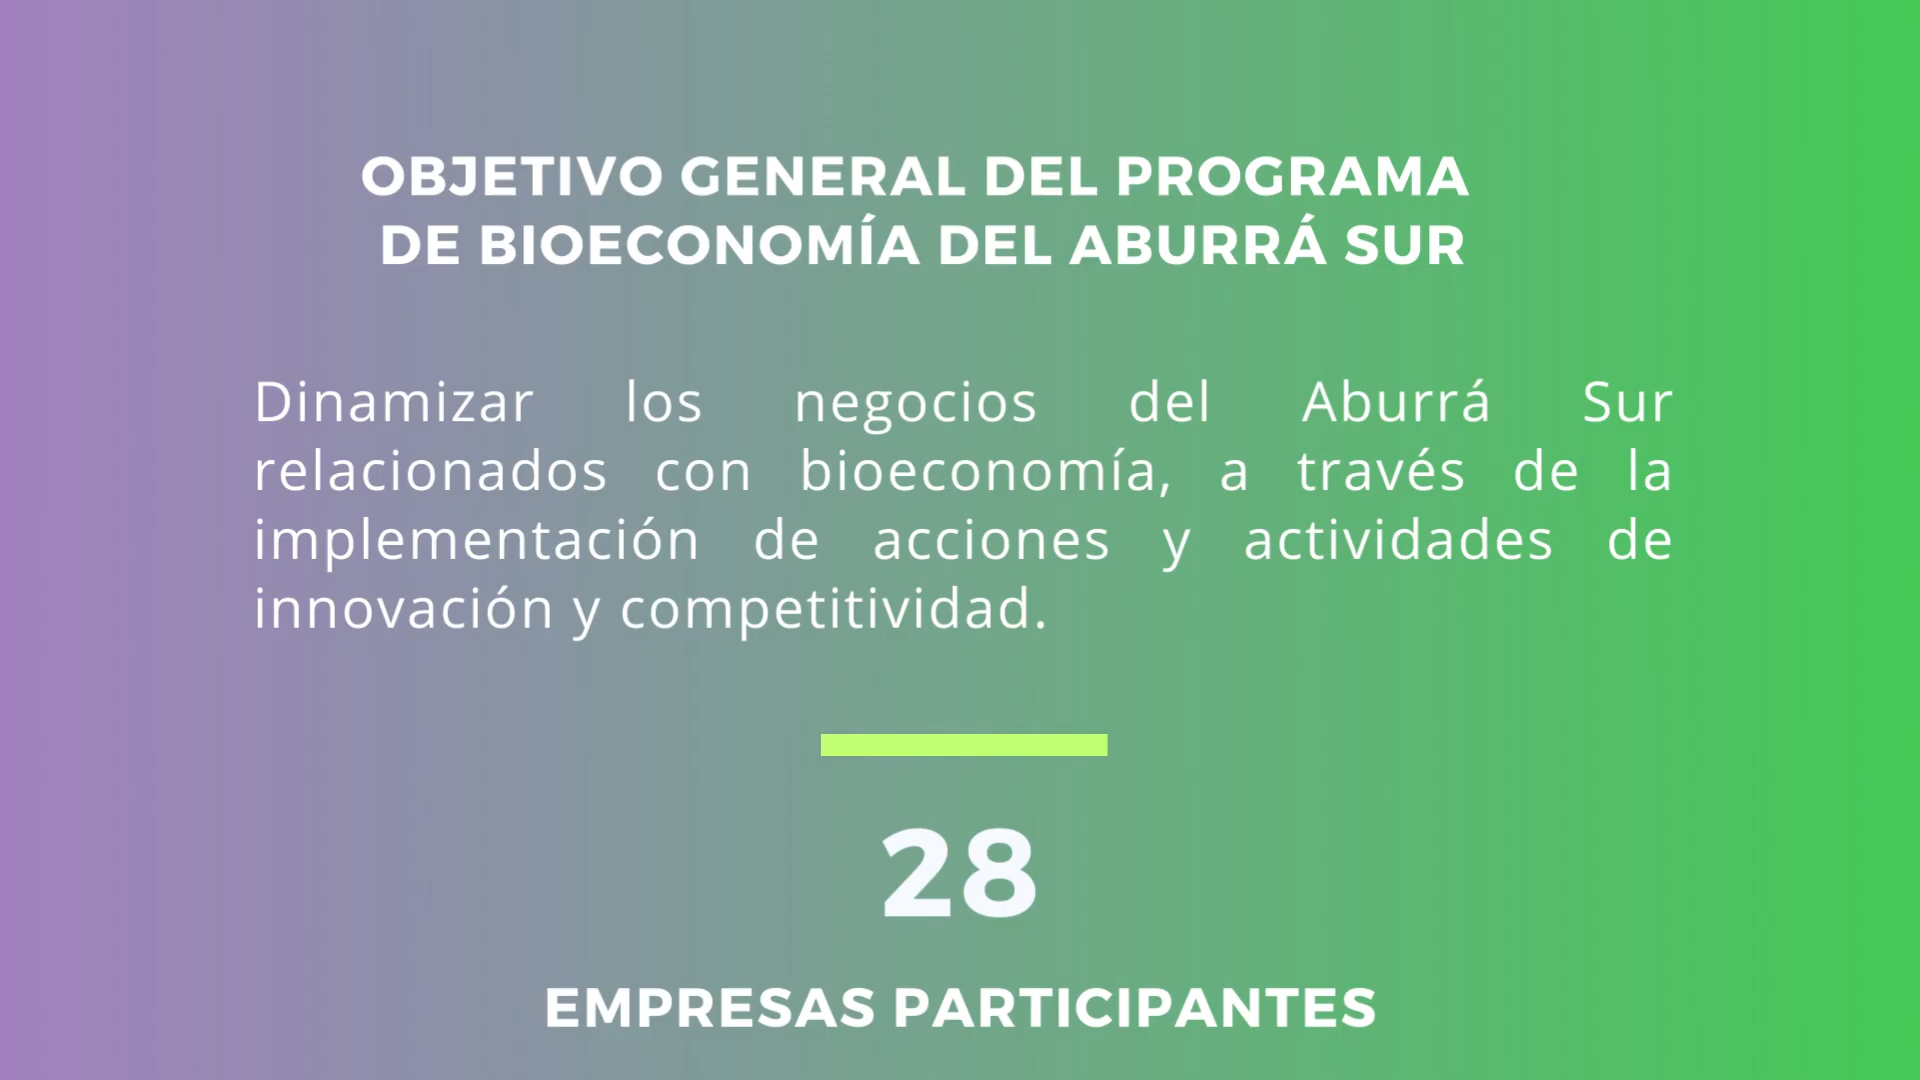 OBJETIVO GENERAL DEL PROGRAMA
DE BIOECONOMÍA DEL ABURRÁ SUR
Dinamizar los negocios del Aburrá Sur
relacionados con bioeconomía, a través de la
implementación de acciones y actividades de
innovación y competitividad.
28
EMPRESAS PARTICIPANTES